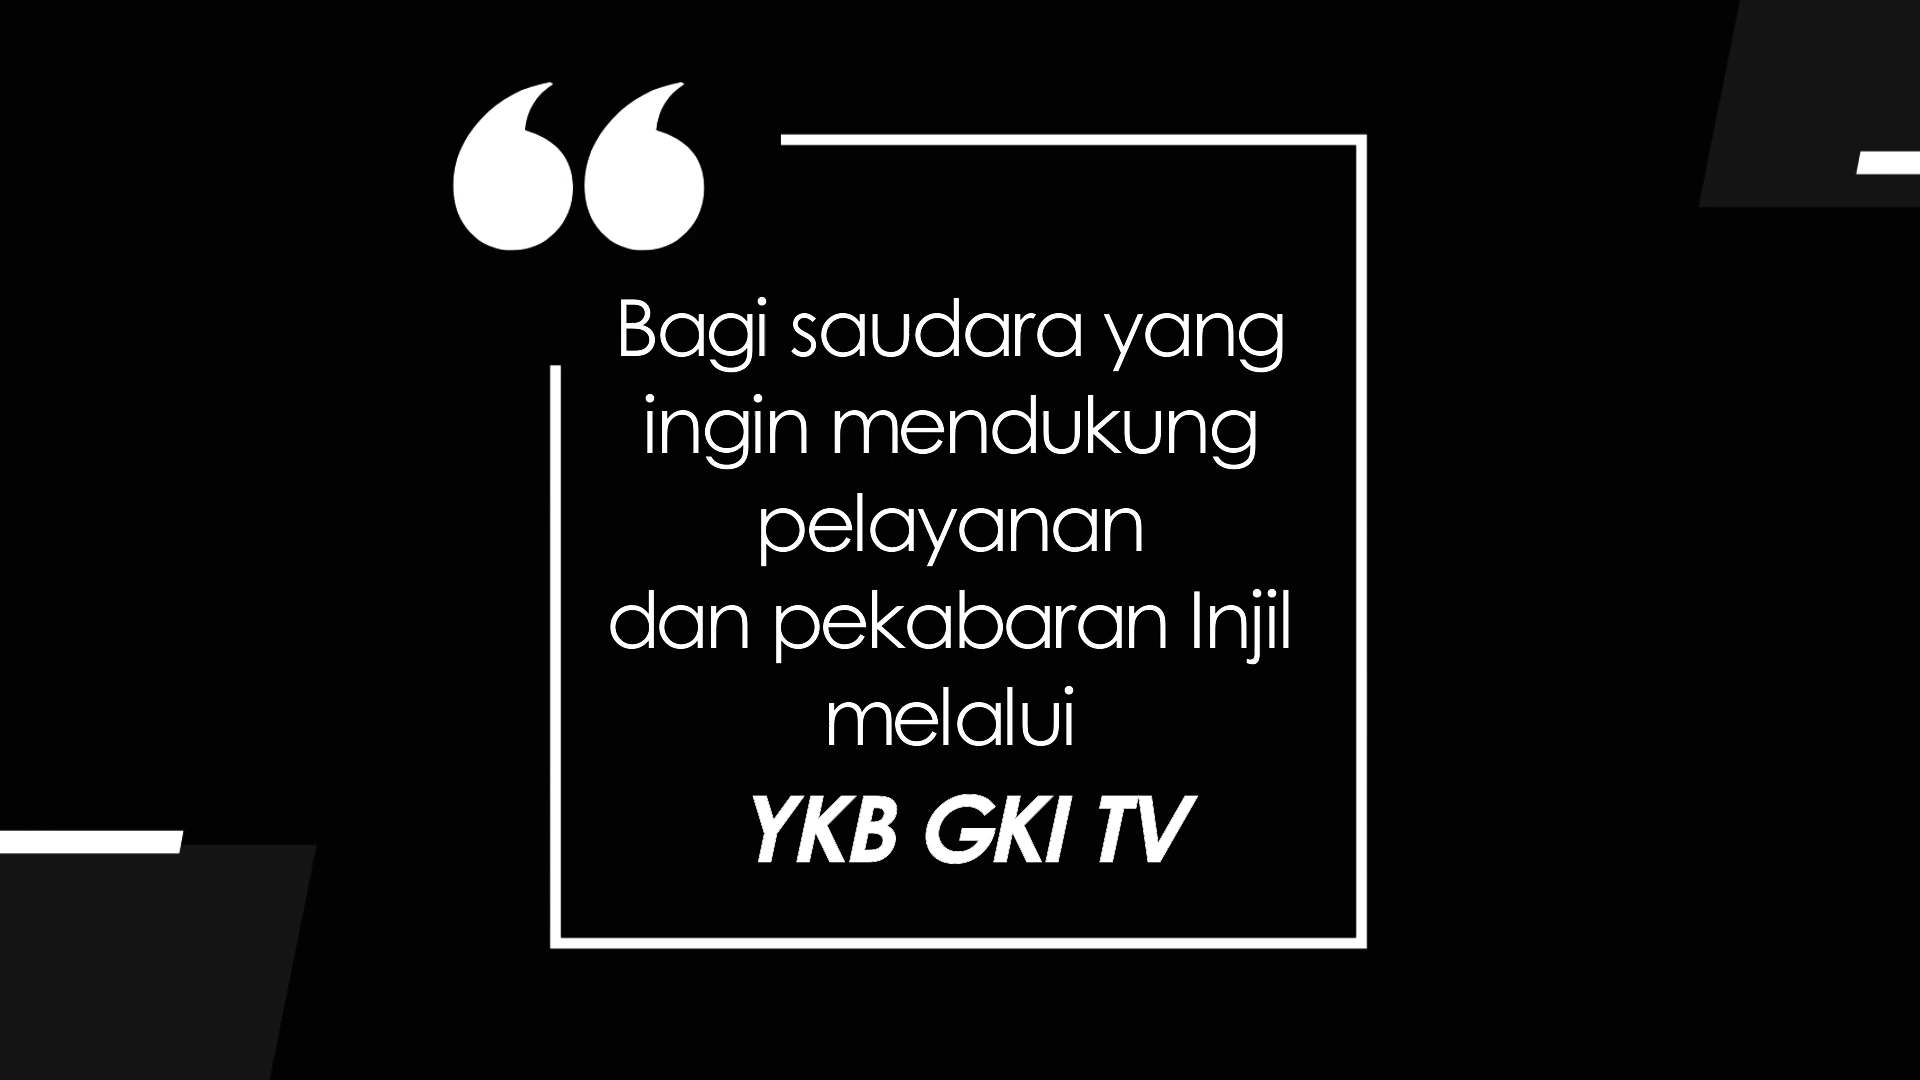 Bagi saudara yang
ingin mendukung
pelayanan
dan pekabaran Injil
melalui
YKB GKI TV